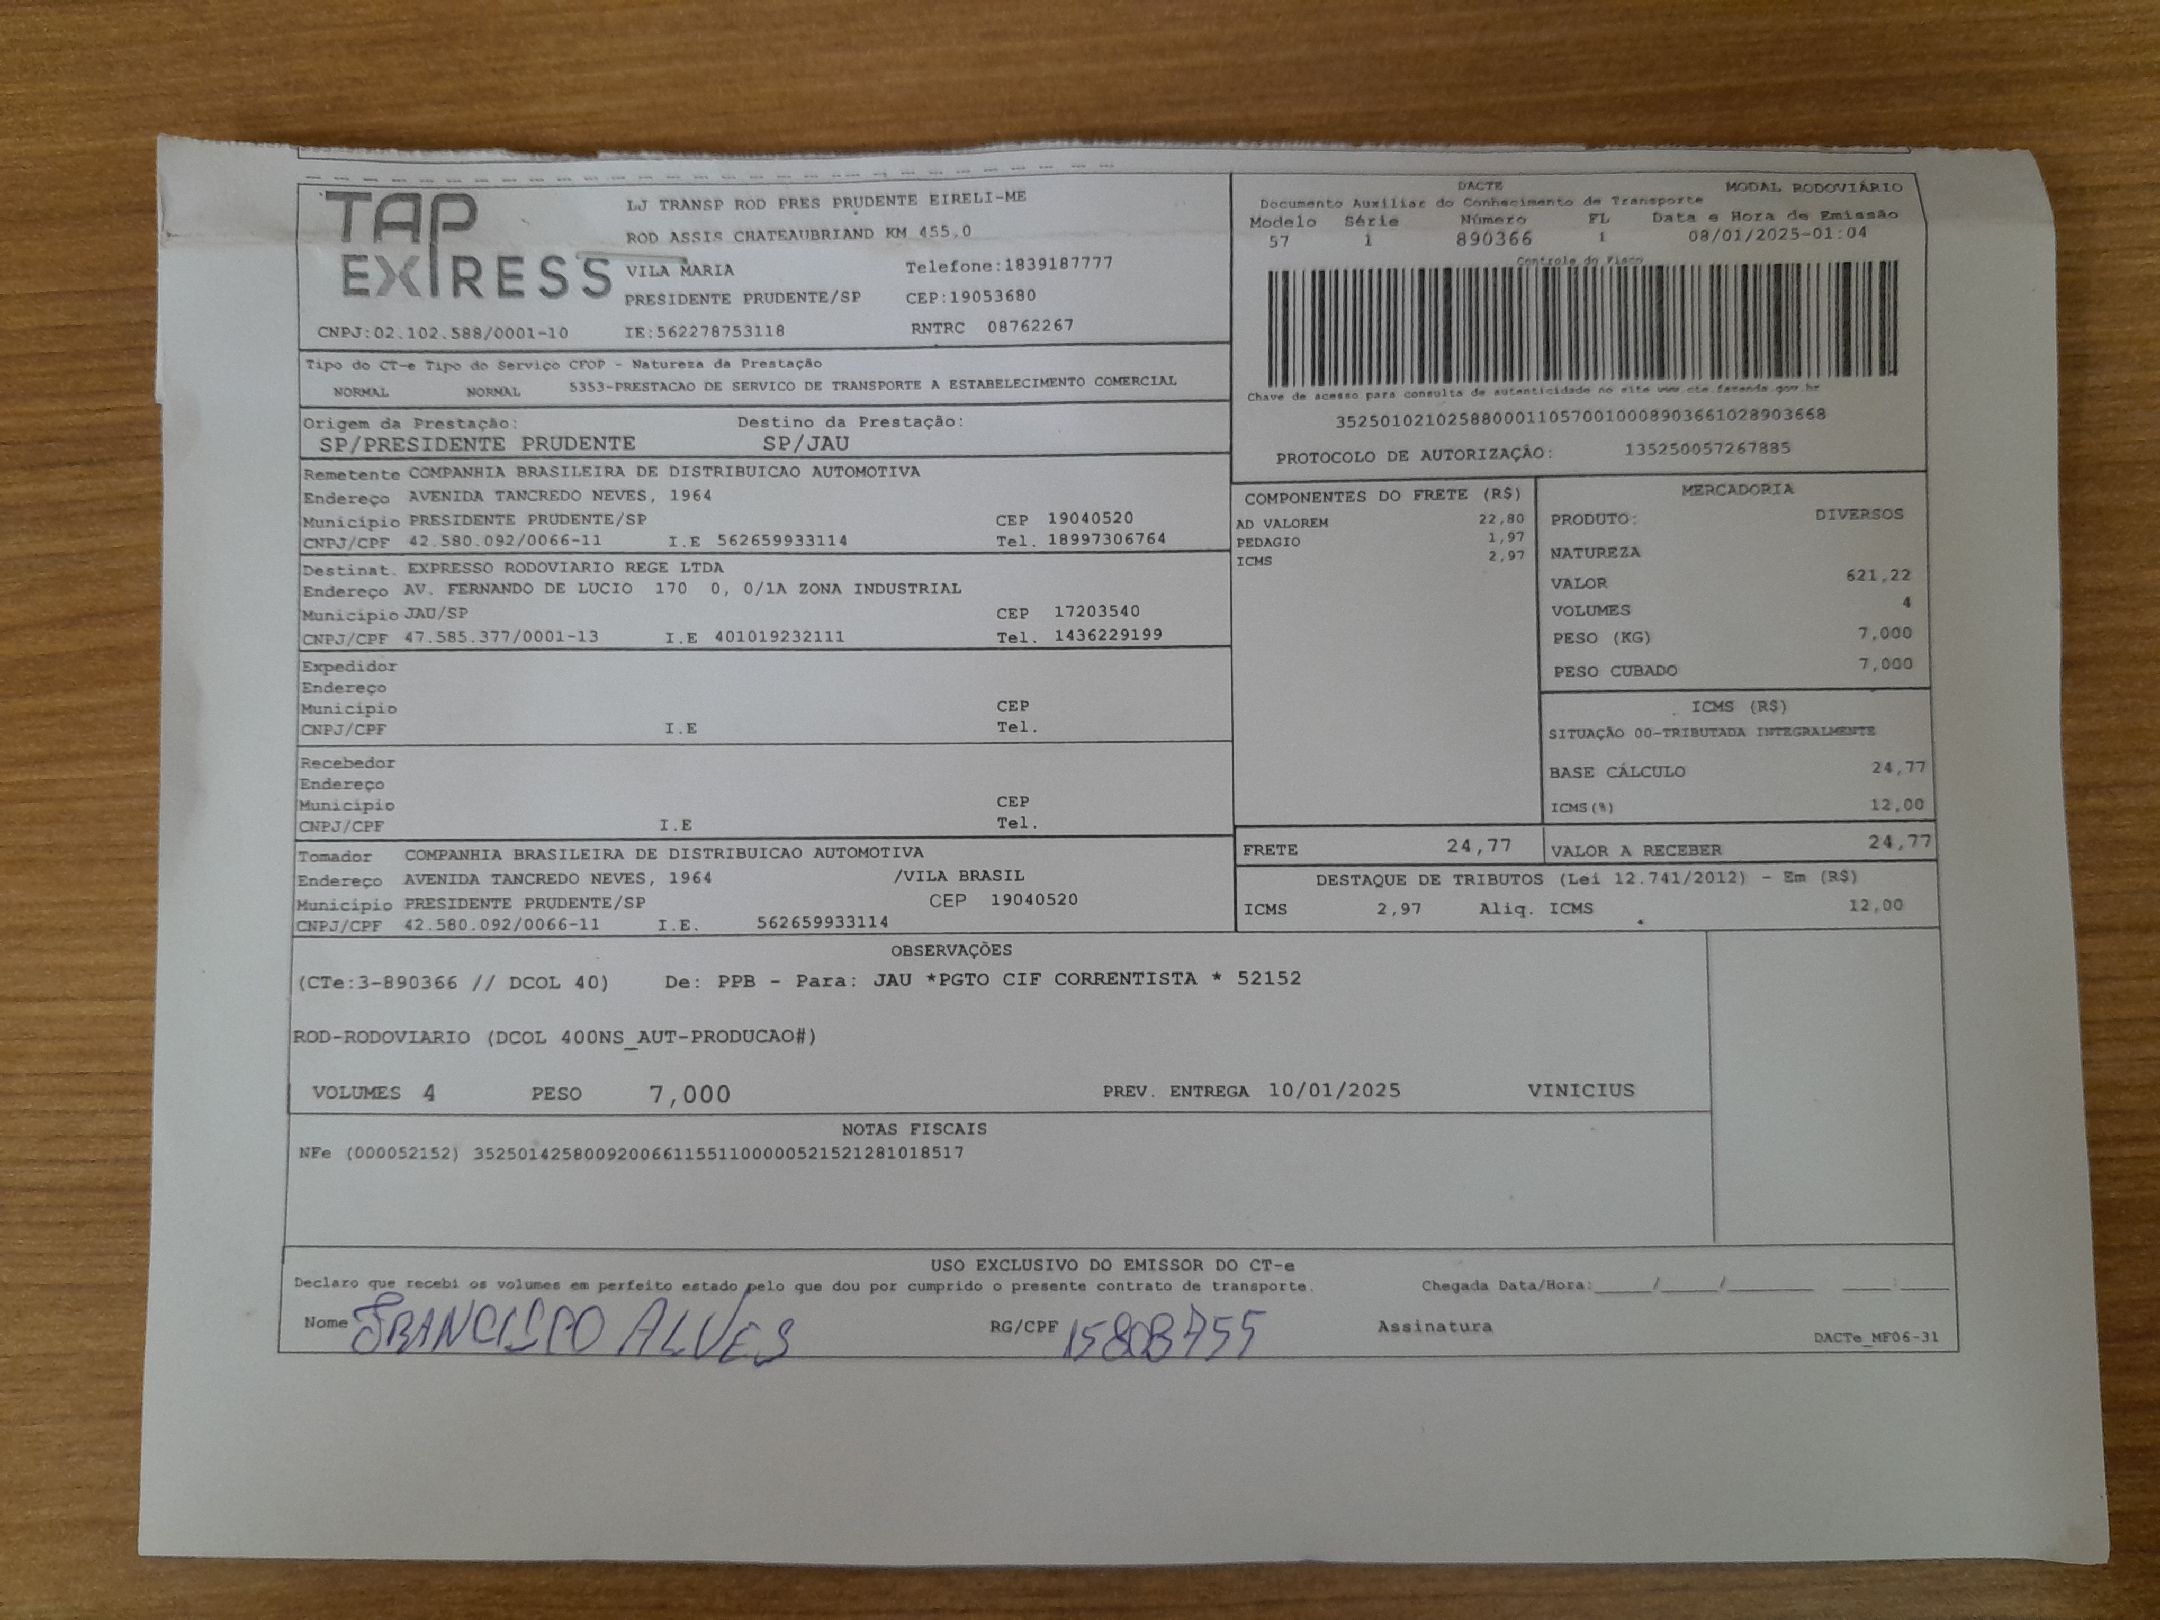 TAP EXPRESS
LJ TRANSP ROD PRES PRUDENTE EIRELI-ME
ROD ASSIS CHATEAUBRIAND KM 455,0
VILA MARIA Telefone:1839187777
PRESIDENTE PRUDENTE/SP CEP:19053680
CNPJ:02.102.588/0001-10 IE:562278753118 RNTRC 08762267
DACTE MODAL RODOVIÁRIO
Documento Auxiliar do Conhecimento de Transporte
Modelo Série Número FL Data e Hora de Emissão
57 1 890366 1 08/01/2025-01:04
Controle do Fisco
Chave de acesso para consulta de autenticidade no site www.cte.fazenda.gov.br
35250102102588000110570010008903661028903668
PROTOCOLO DE AUTORIZAÇÃO: 135250057267885
Tipo do CT-e Tipo do Serviço CFOP - Natureza da Prestação
NORMAL NORMAL 5353-PRESTACAO DE SERVICO DE TRANSPORTE A ESTABELECIMENTO COMERCIAL
Origem da Prestação: Destino da Prestação:
SP/PRESIDENTE PRUDENTE SP/JAU
Remetente COMPANHIA BRASILEIRA DE DISTRIBUICAO AUTOMOTIVA
Endereço AVENIDA TANCREDO NEVES, 1964
Município PRESIDENTE PRUDENTE/SP CEP 19040520
CNPJ/CPF 42.580.092/0066-11 I.E 562659933114 Tel. 18997306764
Destinat. EXPRESSO RODOVIARIO REGE LTDA
Endereço AV. FERNANDO DE LUCIO 170 0, 0/1A ZONA INDUSTRIAL
Município JAU/SP CEP 17203540
CNPJ/CPF 47.585.377/0001-13 I.E 401019232111 Tel. 1436229199
Expedidor
Endereço
Município CEP
CNPJ/CPF I.E Tel.
Recebedor
Endereço
Município CEP
CNPJ/CPF I.E Tel.
Tomador COMPANHIA BRASILEIRA DE DISTRIBUICAO AUTOMOTIVA
Endereço AVENIDA TANCREDO NEVES, 1964 /VILA BRASIL
Município PRESIDENTE PRUDENTE/SP CEP 19040520
CNPJ/CPF 42.580.092/0066-11 I.E. 562659933114
COMPONENTES DO FRETE (R$)
AD VALOREM 22,80
PEDAGIO 1,97
ICMS 2,97
MERCADORIA
PRODUTO: DIVERSOS
NATUREZA
VALOR 621,22
VOLUMES 4
PESO (KG) 7,000
PESO CUBADO 7,000
ICMS (R$)
SITUAÇÃO 00-TRIBUTADA INTEGRALMENTE
BASE CÁLCULO 24,77
ICMS(%) 12,00
FRETE 24,77 VALOR A RECEBER 24,77
DESTAQUE DE TRIBUTOS (Lei 12.741/2012) - Em (R$)
ICMS 2,97 Aliq. ICMS 12,00
OBSERVAÇÕES
(CTe:3-890366 // DCOL 40) De: PPB - Para: JAU *PGTO CIF CORRENTISTA * 52152
ROD-RODOVIARIO (DCOL 400NS_AUT-PRODUCAO#)
VOLUMES 4 PESO 7,000 PREV. ENTREGA 10/01/2025 VINICIUS
NOTAS FISCAIS
NFe (000052152) 35250142580092006611551100000521521281018517
USO EXCLUSIVO DO EMISSOR DO CT-e
Declaro que recebi os volumes em perfeito estado pelo que dou por cumprido o presente contrato de transporte. Chegada Data/Hora:_____/_____/_______ ____:____
Nome FRANCISCO ALVES RG/CPF 15808755 Assinatura
DACTe_MF06-31